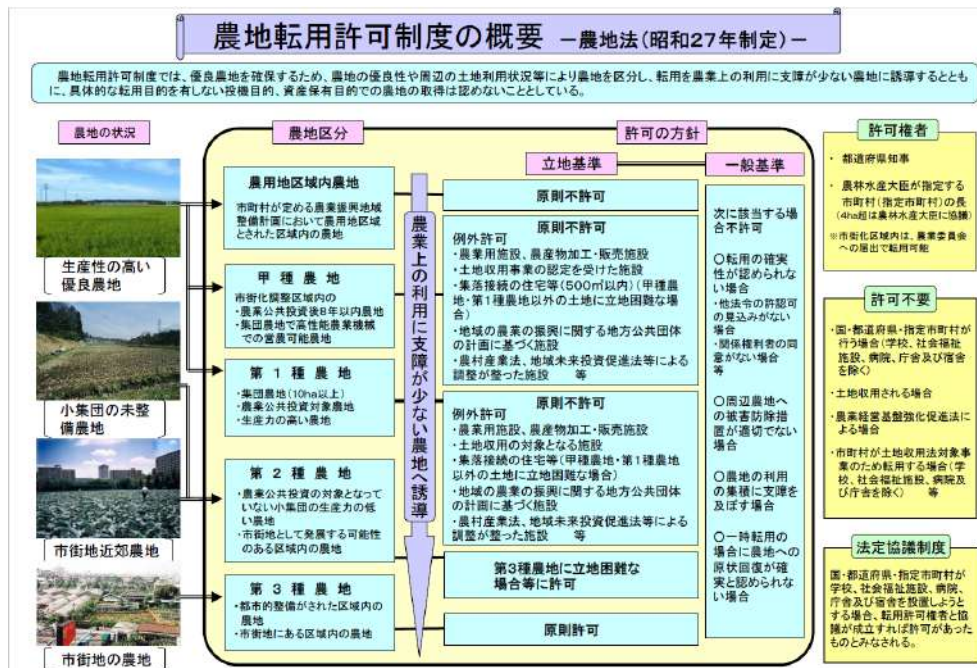 農地転用許可制度の概要 －農地法(昭和27年制定)－
農地転用許可制度では、優良農地を確保するため、農地の優良性や周辺の土地利用状況等により農地を区分し、転用を農業上の利用に支障が少ない農地に誘導するとともに、具体的な転用目的を有しない投機目的、資産保有目的での農地の取得は認めないこととしている。
農地の状況
生産性の高い
優良農地
小集団の未整
備農地
市街地近郊農地
市街地の農地
農地区分
農用地区域内農地
市町村が定める農業振興地域
整備計画において農用地区域
とされた区域内の農地
甲種農地
市街化調整区域内の
・農業公共投資後8年以内農地
・集団農地で高性能農業機械
での営農可能農地
第1種農地
・集団農地(10ha以上)
・農業公共投資対象農地
・生産力の高い農地
第2種農地
・農業公共投資の対象となって
いない小集団の生産力の低
い農地
・市街地として発展する可能性
のある区域内の農地
第3種農地
・都市的整備がされた区域内の
農地
・市街地にある区域内の農地
農業上の利用に支障が少ない農地へ誘導
許可の方針
立地基準
原則不許可
原則不許可
例外許可
・農業用施設、農産物加工・販売施設
・土地収用事業の認定を受けた施設
・集落接続の住宅等(500㎡以内)(甲種農
地・第1種農地以外の土地に立地困難な場
合)
・地域の農業の振興に関する地方公共団体
の計画に基づく施設
・農村産業法、地域未来投資促進法等による
調整が整った施設 等
原則不許可
例外許可
・農業用施設、農産物加工・販売施設
・土地収用の対象となる施設
・集落接続の住宅等(甲種農地・第1種農地
以外の土地に立地困難な場合)
・地域の農業の振興に関する地方公共団体
の計画に基づく施設
・農村産業法、地域未来投資促進法等による
調整が整った施設 等
第3種農地に立地困難な
場合等に許可
原則許可
一般基準
次に該当する場
合不許可
〇転用の確実
性が認められな
い場合
・他法令の許認可
の見込みがない
場合
・関係権利者の同
意がない場合
等
〇周辺農地へ
の被害防除措
置が適切でない
場合
〇農地の利用
の集積に支障を
及ぼす場合
〇一時転用の
場合に農地への
原状回復が確
実と認められな
い場合
許可権者
・ 都道府県知事
・ 農林水産大臣が指定する
市町村(指定市町村)の長
(4ha超は農林水産大臣に協議)
※市街化区域内は、農業委員会
への届出で転用可能
許可不要
・国・都道府県・指定市町村が
行う場合(学校、社会福祉
施設、病院、庁舎及び宿舎
を除く)
・土地収用される場合
・農業経営基盤強化促進法に
よる場合
・市町村が土地収用法対象事
業のため転用する場合(学
校、社会福祉施設、病院及
び庁舎を除く) 等
法定協議制度
国・都道府県・指定市町村が
学校、社会福祉施設、病院、
庁舎及び宿舎を設置しようと
する場合、転用許可権者と協
議が成立すれば許可があった
ものとみなされる。